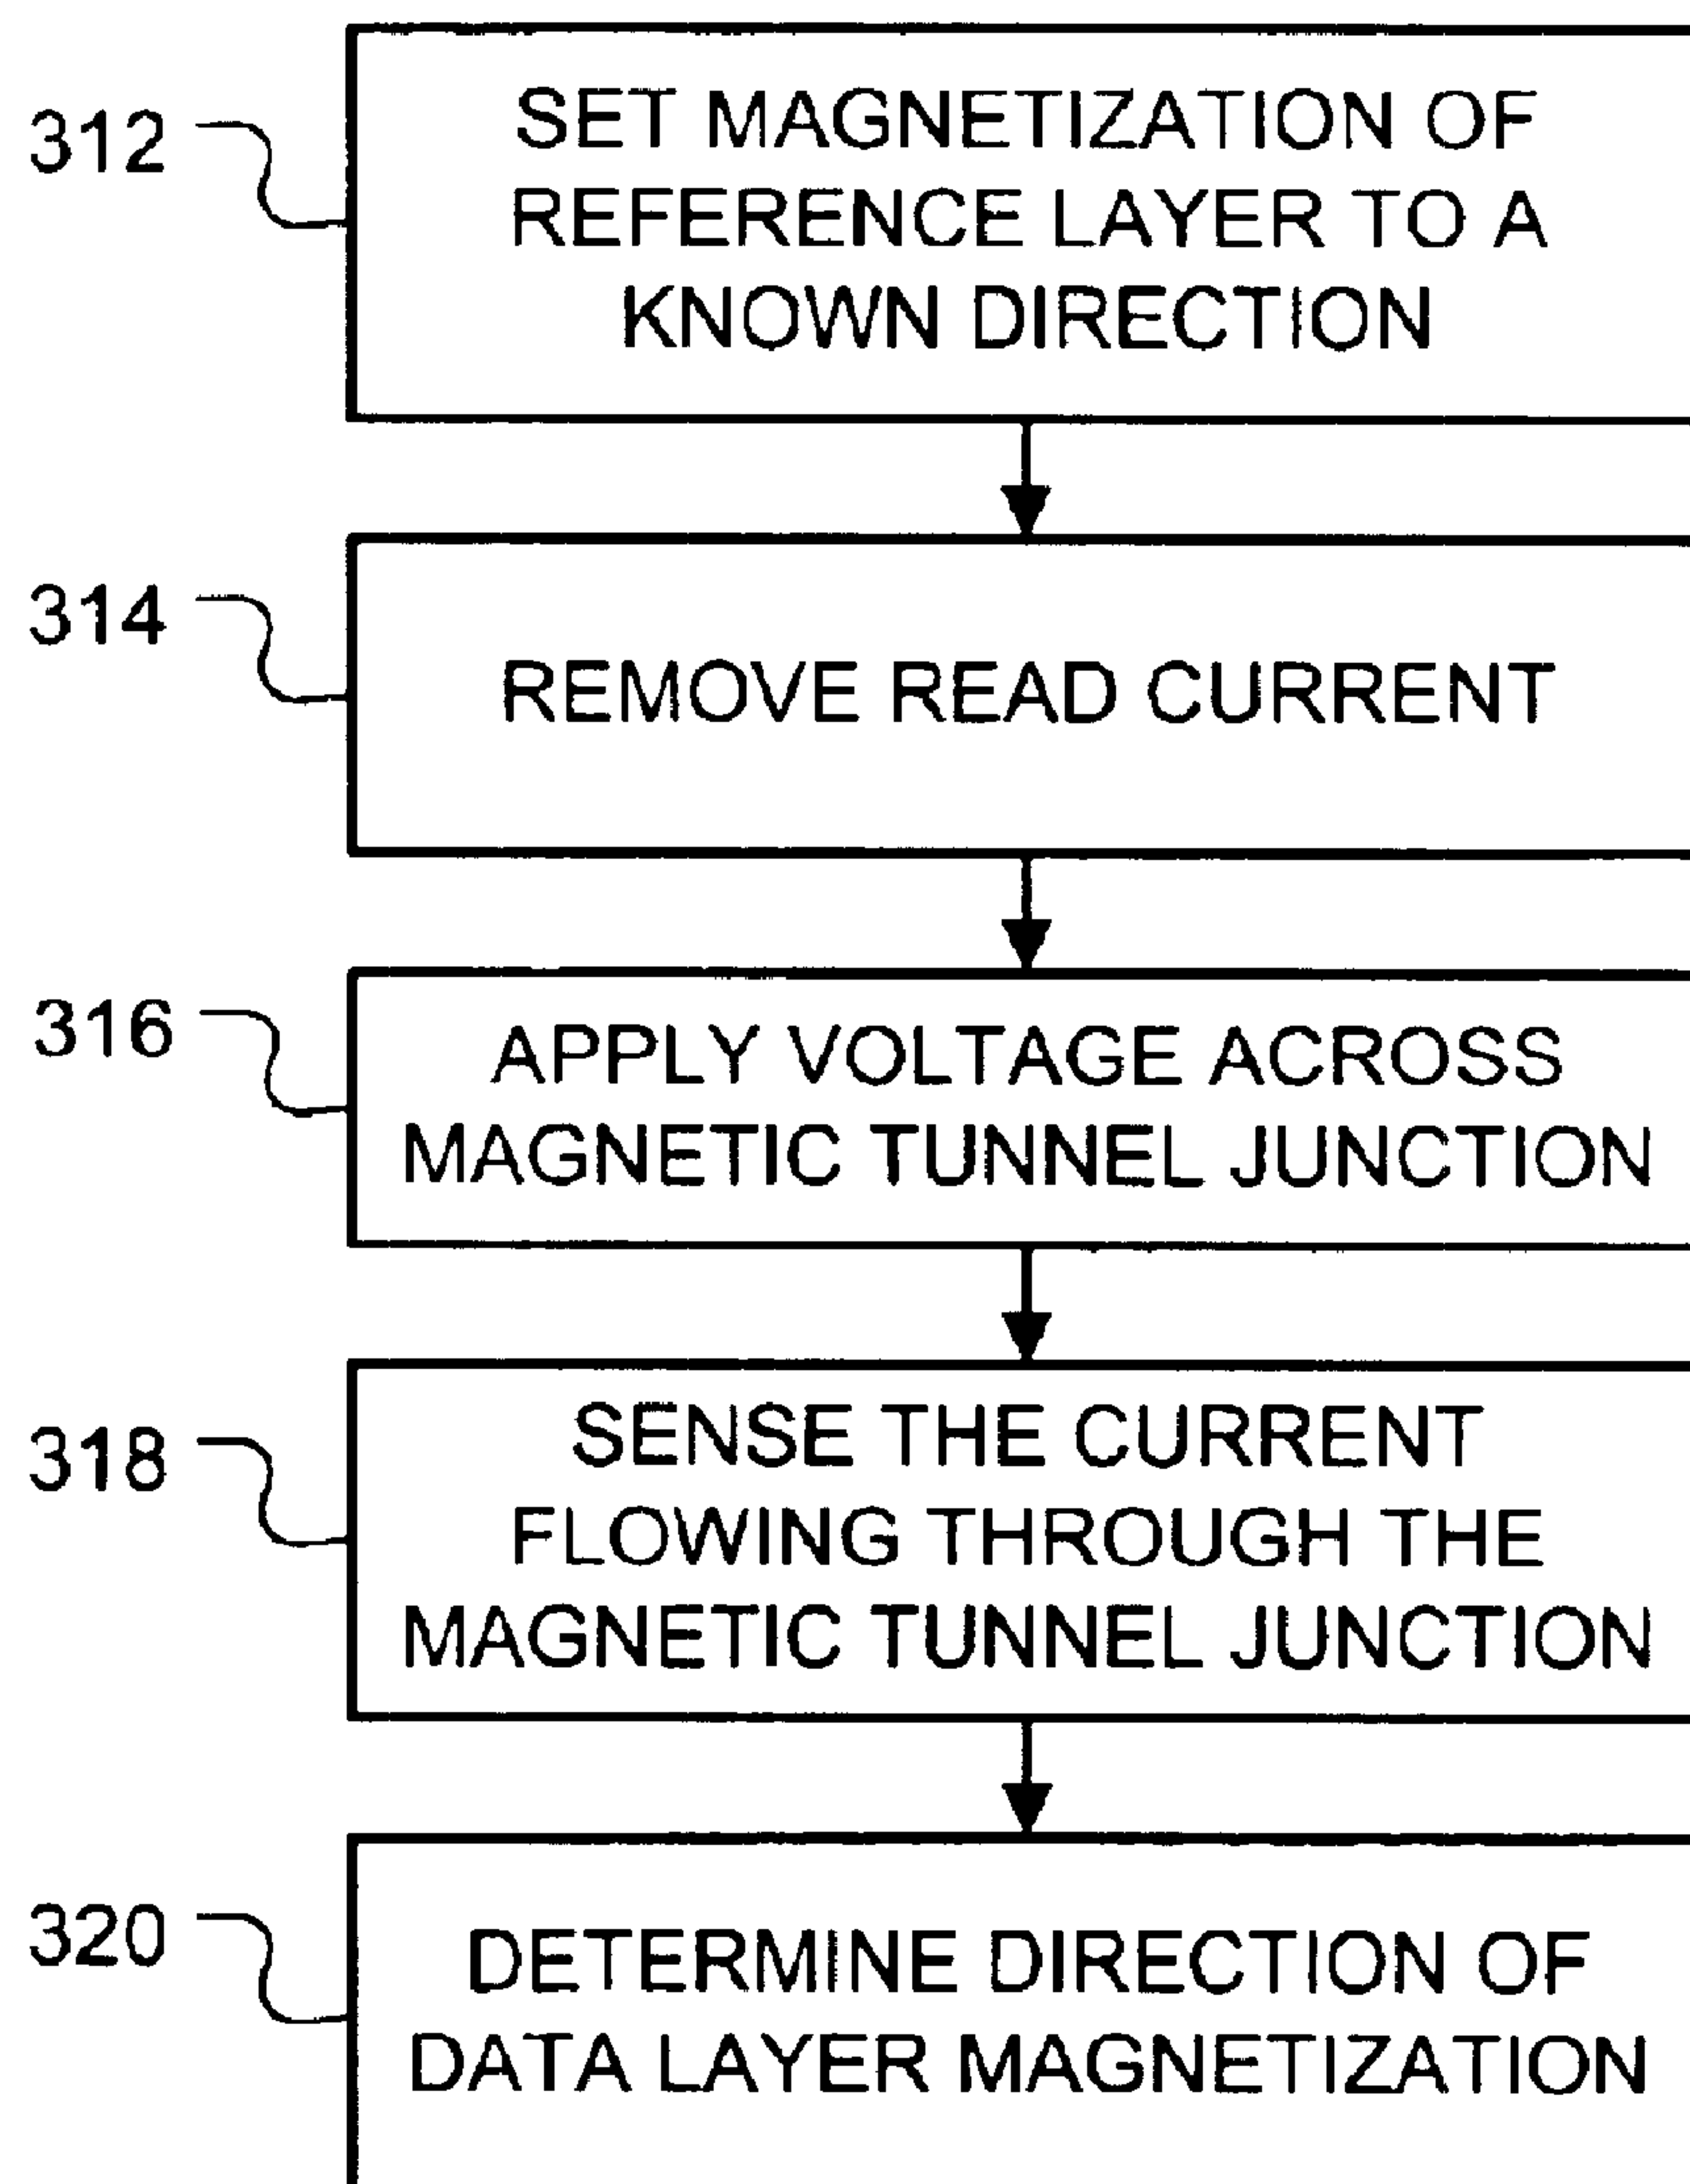 312
SET MAGNETIZATION OF
REFERENCE LAYER TO A
KNOWN DIRECTION
314
REMOVE READ CURRENT
316
APPLY VOLTAGE ACROSS
MAGNETIC TUNNEL JUNCTION
318
SENSE THE CURRENT
FLOWING THROUGH THE
MAGNETIC TUNNEL JUNCTION
320
DETERMINE DIRECTION OF
DATA LAYER MAGNETIZATION